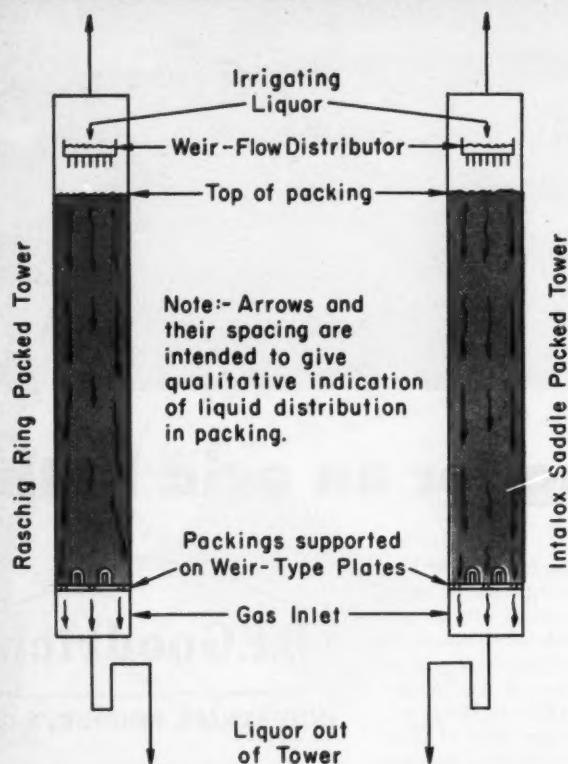 Irrigating
Liquor
Weir-Flow Distributor
Top of packing
Raschig Ring Packed Tower
Note:- Arrows and
their spacing are
intended to give
qualitative indication
of liquid distribution
in packing.
Intalox Saddle Packed Tower
Packings supported
on Weir-Type Plates
Gas Inlet
Liquor out
of Tower